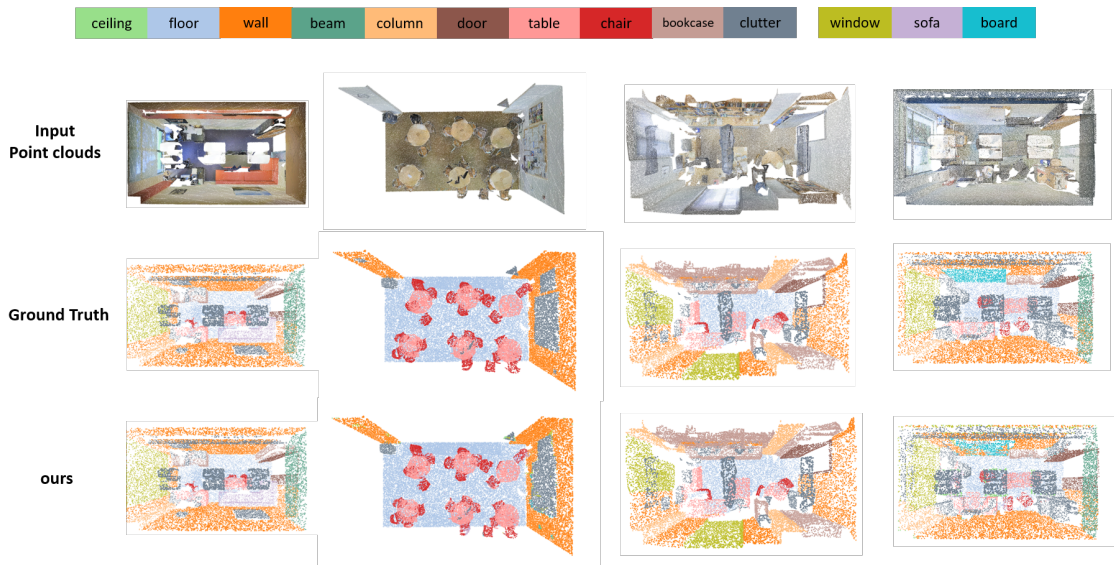 ceiling floor wall beam column door table chair bookcase clutter window sofa board
Input
Point clouds
Ground Truth
ours